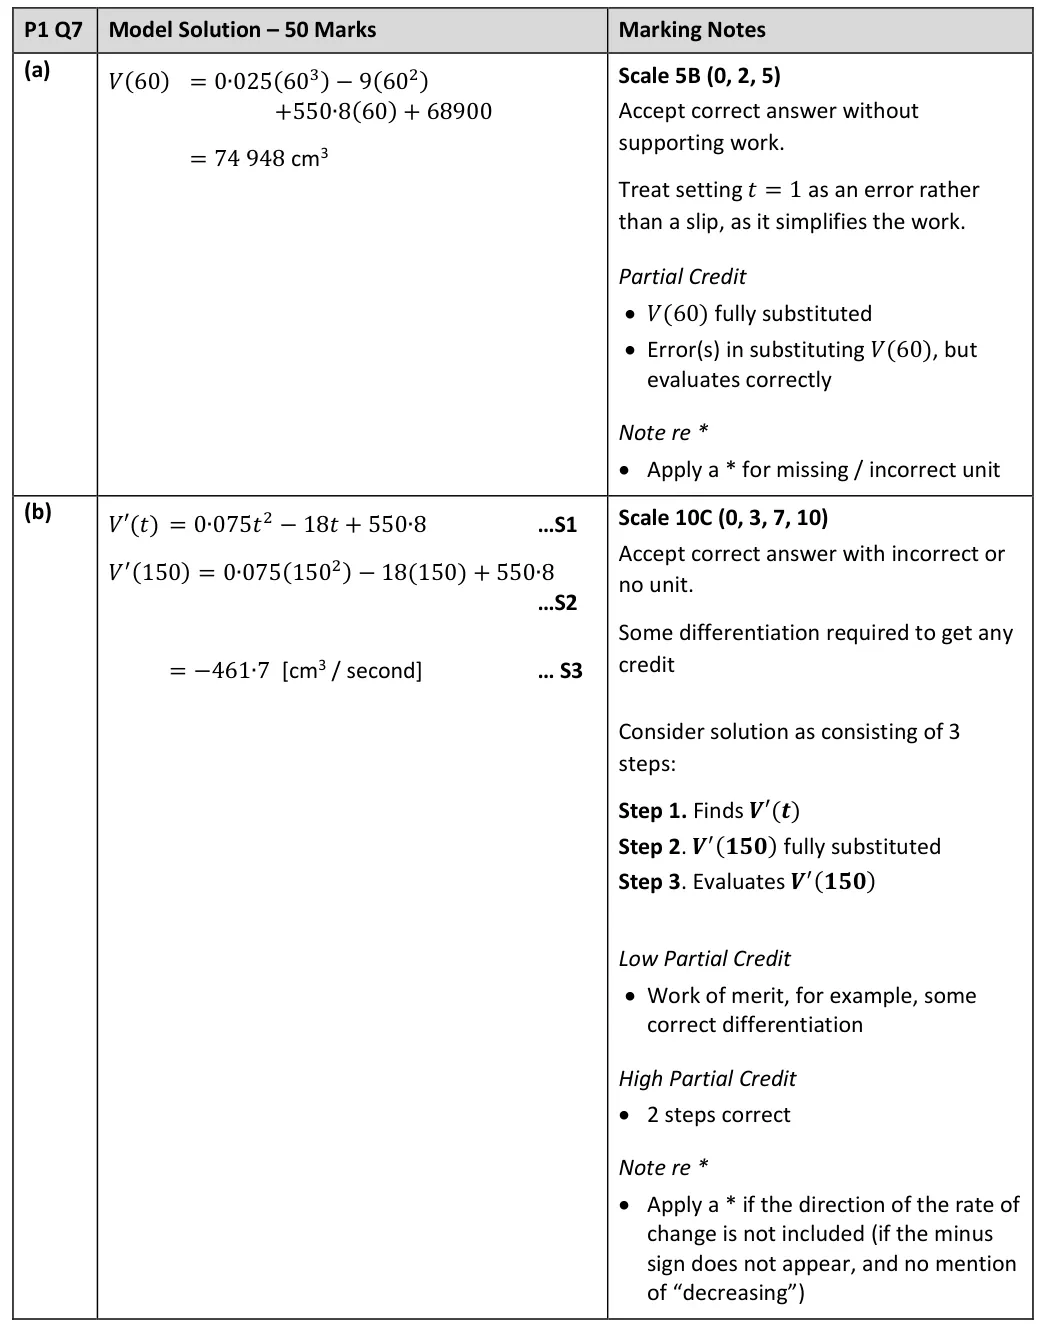 P1 Q7 Model Solution – 50 Marks Marking Notes
(a)
V(60) = 0·025(60³) − 9(60²)
+550·8(60) + 68900
= 74 948 cm³
Scale 5B (0, 2, 5)
Accept correct answer without
supporting work.
Treat setting t = 1 as an error rather
than a slip, as it simplifies the work.
Partial Credit
• V(60) fully substituted
• Error(s) in substituting V(60), but
evaluates correctly
Note re *
• Apply a * for missing / incorrect unit
(b)
V′(t) = 0·075t² − 18t + 550·8 …S1
V′(150) = 0·075(150²) − 18(150) + 550·8
…S2
= −461·7 [cm³ / second] … S3
Scale 10C (0, 3, 7, 10)
Accept correct answer with incorrect or
no unit.
Some differentiation required to get any
credit
Consider solution as consisting of 3
steps:
Step 1. Finds V′(t)
Step 2. V′(150) fully substituted
Step 3. Evaluates V′(150)
Low Partial Credit
• Work of merit, for example, some
correct differentiation
High Partial Credit
• 2 steps correct
Note re *
• Apply a * if the direction of the rate of
change is not included (if the minus
sign does not appear, and no mention
of “decreasing”)